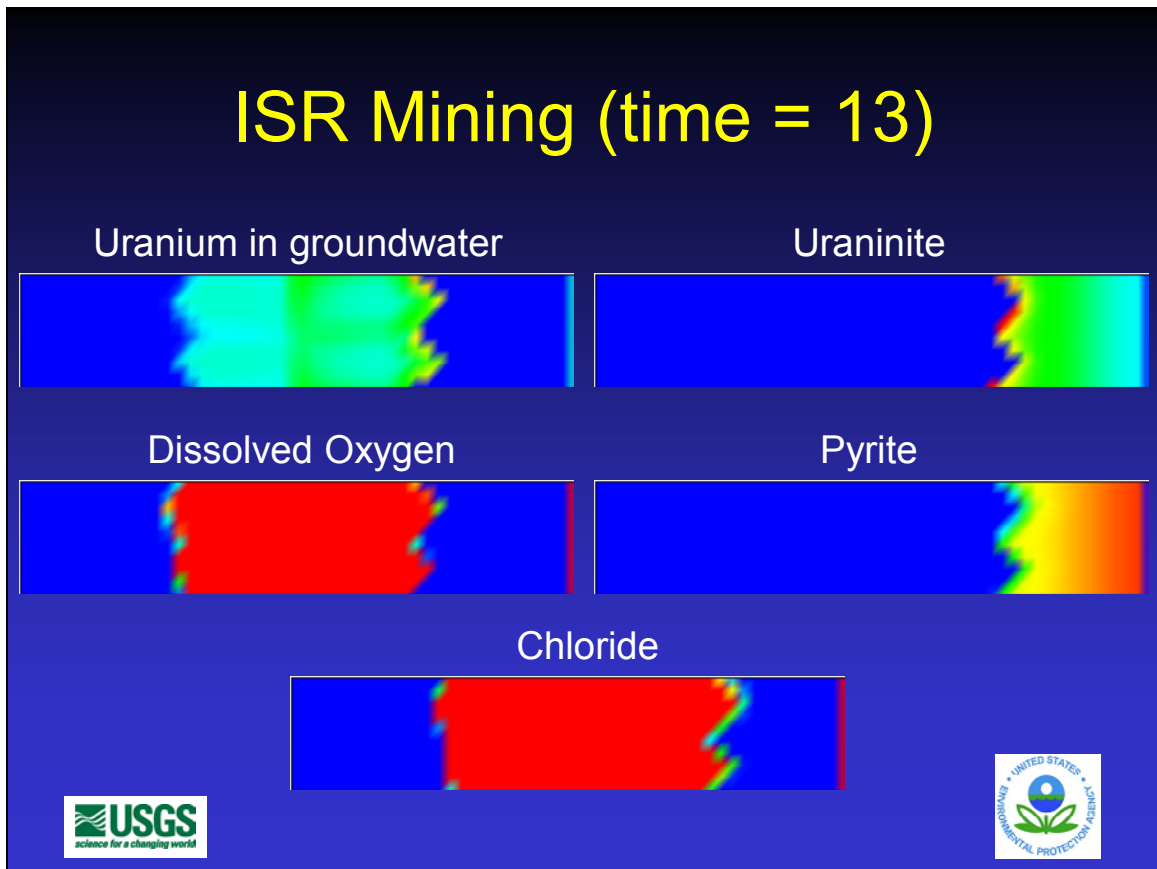 ISR Mining (time = 13)
Uranium in groundwater
Uraninite
Dissolved Oxygen
Pyrite
Chloride
USGS
science for a changing world
UNITED STATES
ENVIRONMENTAL PROTECTION AGENCY